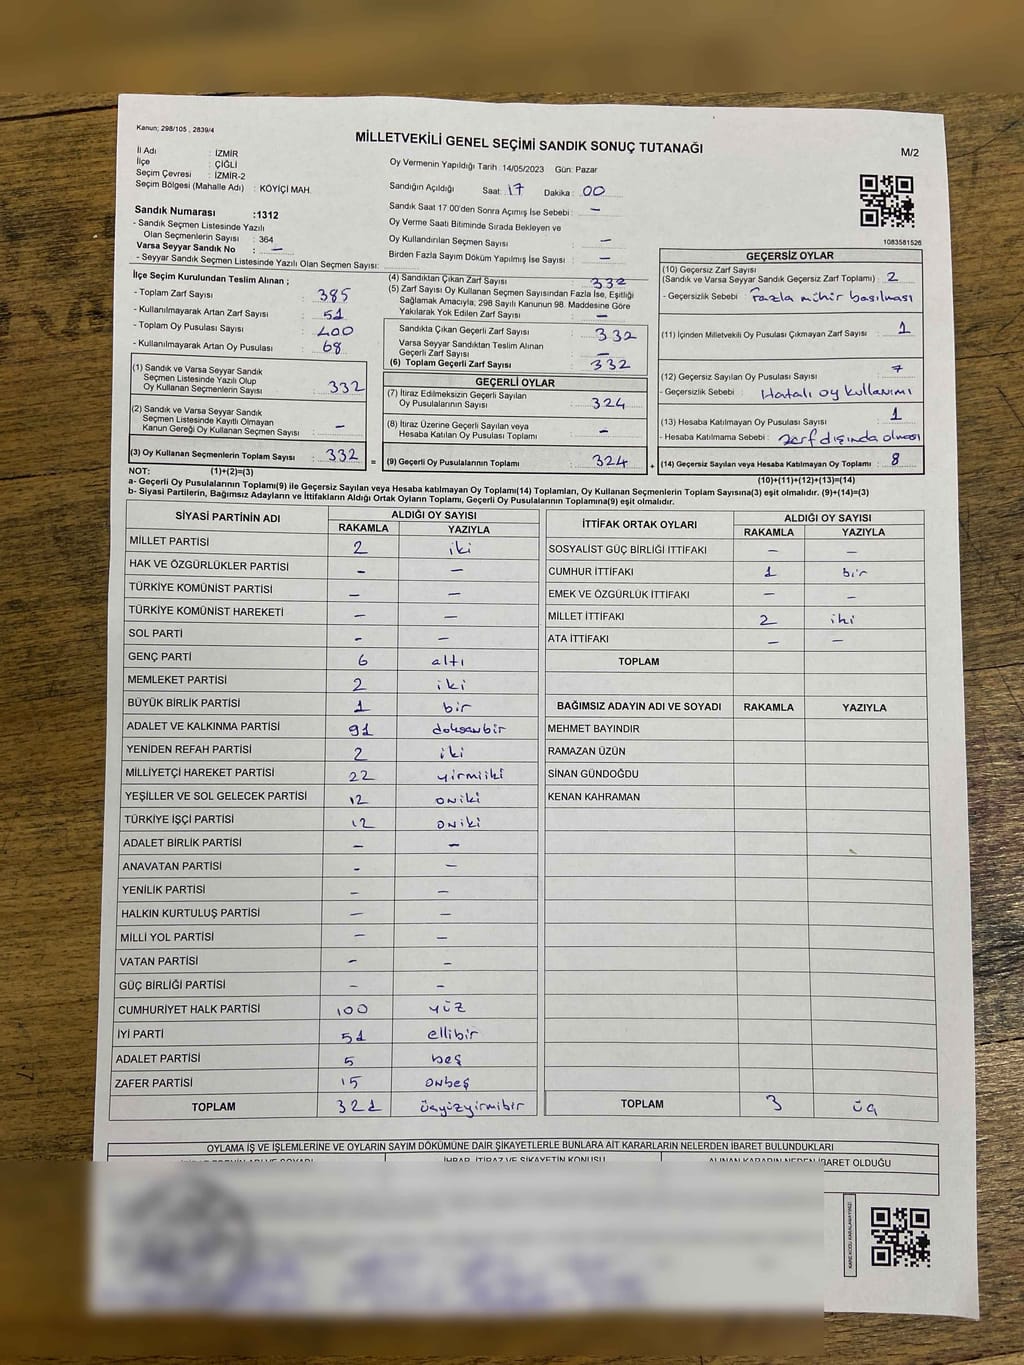 Kanun; 298/105 , 2839/4
MİLLETVEKİLİ GENEL SEÇİMİ SANDIK SONUÇ TUTANAĞI
M/2
İl Adı : İZMİR
İlçe : ÇİĞLİ
Seçim Çevresi : İZMİR-2
Seçim Bölgesi (Mahalle Adı) : KÖYİÇİ MAH.
Oy Vermenin Yapıldığı Tarih : 14/05/2023 Gün: Pazar
Sandığın Açıldığı Saat: 17 Dakika : 00
Sandık Saat 17 00'den Sonra Açımış İse Sebebi : –
Oy Verme Saati Bitiminde Sırada Bekleyen ve
Oy Kullandırılan Seçmen Sayısı : –
Birden Fazla Sayım Döküm Yapılmış İse Sayısı : –
Sandık Numarası :1312
- Sandık Seçmen Listesinde Yazılı
Olan Seçmenlerin Sayısı : 364
Varsa Seyyar Sandık No : –
- Seyyar Sandık Seçmen Listesinde Yazılı Olan Seçmen Sayısı:
1083581526
İlçe Seçim Kurulundan Teslim Alınan ;
- Toplam Zarf Sayısı : 385
- Kullanılmayarak Artan Zarf Sayısı : 51
- Toplam Oy Pusulası Sayısı : 400
- Kullanılmayarak Artan Oy Pusulası : 68
(1) Sandık ve Varsa Seyyar Sandık
Seçmen Listesinde Yazılı Olup
Oy Kullanan Seçmenlerin Sayısı : 332
(2) Sandık ve Varsa Seyyar Sandık
Seçmen Listesinde Kayıtlı Olmayan
Kanun Gereği Oy Kullanan Seçmen Sayısı : –
(3) Oy Kullanan Seçmenlerin Toplam Sayısı : 332 =
(4) Sandıktan Çıkan Zarf Sayısı : 332
(5) Zarf Sayısı Oy Kullanan Seçmen Sayısından Fazla İse, Eşitliği
Sağlamak Amacıyla; 298 Sayılı Kanunun 98. Maddesine Göre
Yakılarak Yok Edilen Zarf Sayısı : –
Sandıkta Çıkan Geçerli Zarf Sayısı : 332
Varsa Seyyar Sandıktan Teslim Alınan
Geçerli Zarf Sayısı : –
(6) Toplam Geçerli Zarf Sayısı : 332
GEÇERLİ OYLAR
(7) İtiraz Edilmeksizin Geçerli Sayılan
Oy Pusulalarının Sayısı : 324
(8) İtiraz Üzerine Geçerli Sayılan veya
Hesaba Katılan Oy Pusulası Toplamı : –
(9) Geçerli Oy Pusulalarının Toplamı : 324 +
GEÇERSİZ OYLAR
(10) Geçersiz Zarf Sayısı
(Sandık ve Varsa Seyyar Sandık Geçersiz Zarf Toplamı) : 2
- Geçersizlik Sebebi : Fazla mühür basılması
(11) İçinden Milletvekili Oy Pusulası Çıkmayan Zarf Sayısı : 1
(12) Geçersiz Sayılan Oy Pusulası Sayısı : 7
- Geçersizlik Sebebi : Hatalı oy kullanımı
(13) Hesaba Katılmayan Oy Pusulası Sayısı : 1
- Hesaba Katılmama Sebebi : zarf dışında olması
(14) Geçersiz Sayılan veya Hesaba Katılmayan Oy Toplamı : 8
NOT: (1)+(2)=(3) (10)+(11)+(12)+(13)=(14)
a- Geçerli Oy Pusulalarının Toplamı(9) ile Geçersiz Sayılan veya Hesaba katılmayan Oy Toplamı(14) Toplamları, Oy Kullanan Seçmenlerin Toplam Sayısına(3) eşit olmalıdır. (9)+(14)=(3)
b- Siyasi Partilerin, Bağımsız Adayların ve İttifakların Aldığı Ortak Oyların Toplamı, Geçerli Oy Pusulalarının Toplamına(9) eşit olmalıdır.
SİYASİ PARTİNİN ADI ALDIĞI OY SAYISI
RAKAMLA YAZIYLA
MİLLET PARTİSİ 2 iki
HAK VE ÖZGÜRLÜKLER PARTİSİ – –
TÜRKİYE KOMÜNİST PARTİSİ – –
TÜRKİYE KOMÜNİST HAREKETİ – –
SOL PARTİ – –
GENÇ PARTİ 6 altı
MEMLEKET PARTİSİ 2 iki
BÜYÜK BİRLİK PARTİSİ 1 bir
ADALET VE KALKINMA PARTİSİ 91 doksanbir
YENİDEN REFAH PARTİSİ 2 iki
MİLLİYETÇİ HAREKET PARTİSİ 22 yirmiiki
YEŞİLLER VE SOL GELECEK PARTİSİ 12 oniki
TÜRKİYE İŞÇİ PARTİSİ 12 oniki
ADALET BİRLİK PARTİSİ – –
ANAVATAN PARTİSİ – –
YENİLİK PARTİSİ – –
HALKIN KURTULUŞ PARTİSİ – –
MİLLİ YOL PARTİSİ – –
VATAN PARTİSİ – –
GÜÇ BİRLİĞİ PARTİSİ – –
CUMHURİYET HALK PARTİSİ 100 yüz
İYİ PARTİ 51 ellibir
ADALET PARTİSİ 5 beş
ZAFER PARTİSİ 15 onbeş
TOPLAM 321 üçyüzyirmibir
İTTİFAK ORTAK OYLARI ALDIĞI OY SAYISI
RAKAMLA YAZIYLA
SOSYALİST GÜÇ BİRLİĞİ İTTİFAKI – –
CUMHUR İTTİFAKI 1 bir
EMEK VE ÖZGÜRLÜK İTTİFAKI – –
MİLLET İTTİFAKI 2 iki
ATA İTTİFAKI – –
TOPLAM
BAĞIMSIZ ADAYIN ADI VE SOYADI RAKAMLA YAZIYLA
MEHMET BAYINDIR
RAMAZAN ÜZÜN
SİNAN GÜNDOĞDU
KENAN KAHRAMAN
TOPLAM 3 üç
OYLAMA İŞ VE İŞLEMLERİNE VE OYLARIN SAYIM DÖKÜMÜNE DAİR ŞİKAYETLERLE BUNLARA AİT KARARLARIN NELERDEN İBARET BULUNDUKLARI
İHBAR, İTİRAZ VE ŞİKAYETİN KONUSU ALINAN KARARIN NEDEN İBARET OLDUĞU
KARE KODU KARALAMAYINIZ!